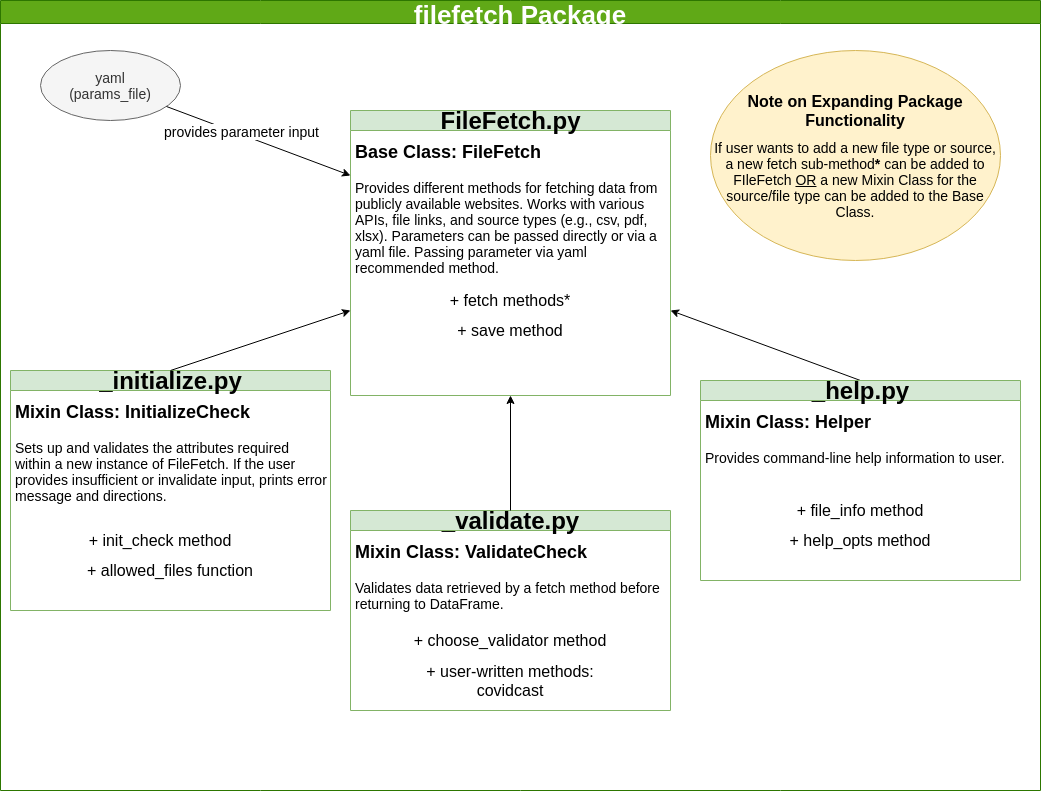 filefetch Package
yaml
(params_file)
provides parameter input
FileFetch.py
Base Class: FileFetch
Provides different methods for fetching data from
publicly available websites. Works with various
APIs, file links, and source types (e.g., csv, pdf,
xlsx). Parameters can be passed directly or via a
yaml file. Passing parameter via yaml
recommended method.
+ fetch methods*
+ save method
Note on Expanding Package
Functionality
If user wants to add a new file type or source,
a new fetch sub-method* can be added to
FIleFetch OR a new Mixin Class for the
source/file type can be added to the Base
Class.
_initialize.py
Mixin Class: InitializeCheck
Sets up and validates the attributes required
within a new instance of FileFetch. If the user
provides insufficient or invalidate input, prints error
message and directions.
+ init_check method
+ allowed_files function
_validate.py
Mixin Class: ValidateCheck
Validates data retrieved by a fetch method before
returning to DataFrame.
+ choose_validator method
+ user-written methods:
covidcast
_help.py
Mixin Class: Helper
Provides command-line help information to user.
+ file_info method
+ help_opts method